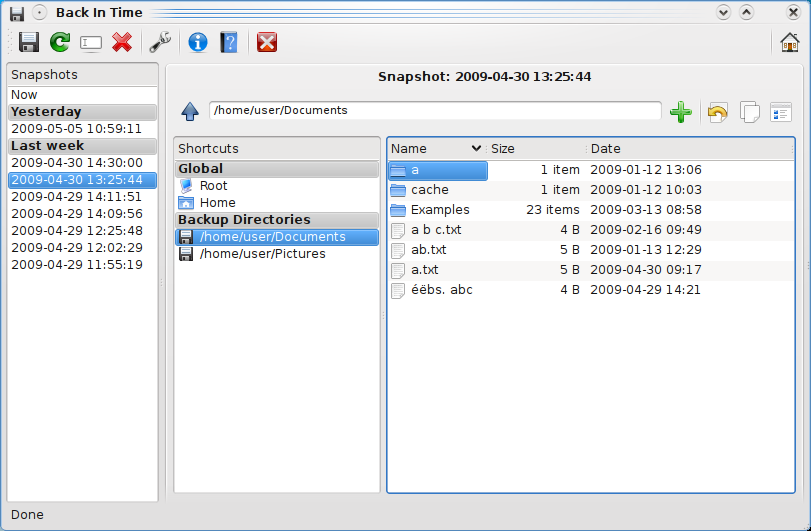 Back In Time
Snapshots
Now
Yesterday
2009-05-05 10:59:11
Last week
2009-04-30 14:30:00
2009-04-30 13:25:44
2009-04-29 14:11:51
2009-04-29 14:09:56
2009-04-29 12:25:48
2009-04-29 12:02:29
2009-04-29 11:55:19
Snapshot: 2009-04-30 13:25:44
/home/user/Documents
Shortcuts
Global
Root
Home
Backup Directories
/home/user/Documents
/home/user/Pictures
Name Size Date
a 1 item 2009-01-12 13:06
cache 1 item 2009-01-12 10:03
Examples 23 items 2009-03-13 08:58
a b c.txt 4 B 2009-02-16 09:49
ab.txt 5 B 2009-01-13 12:29
a.txt 5 B 2009-04-30 09:17
éëbs. abc 4 B 2009-04-29 14:21
Done